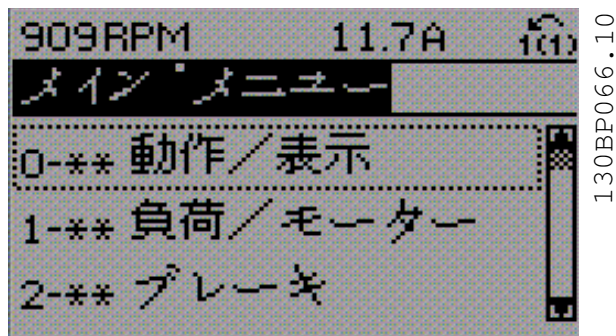 909RPM 11.7A 1(1)
メイン゜メニュー
0-** 動作／表示
1-** 負荷／モーター
2-** ブレーキ
130BP066.10